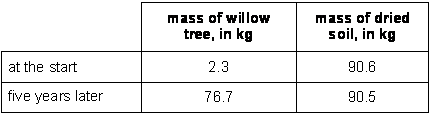 mass of willow tree, in kg	mass of dried soil, in kg
at the start	2.3	90.6
five years later	76.7	90.5